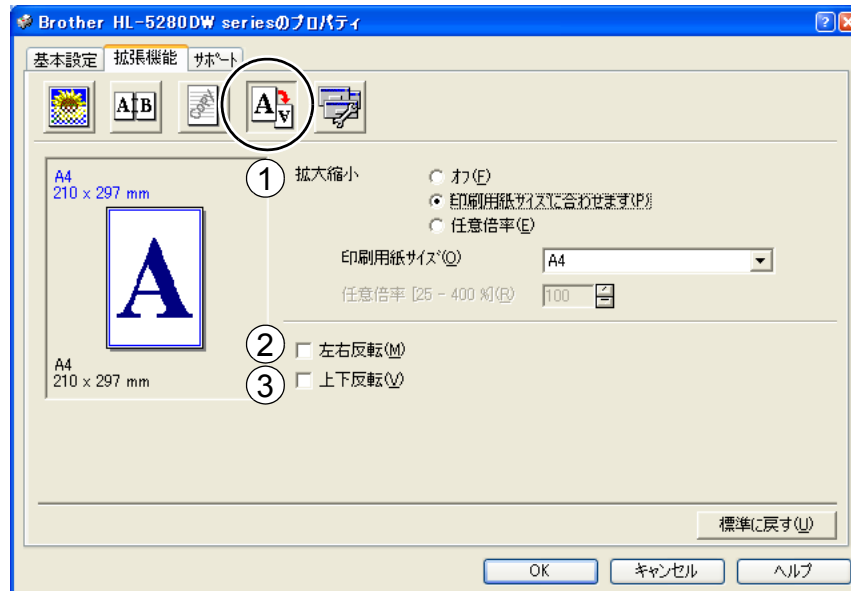 Brother HL-5280DW seriesのプロパティ
基本設定 拡張機能 サポート
A B
COPY
A A
A4
210 x 297 mm
A
A4
210 x 297 mm
① 拡大縮小
オフ(F)
印刷用紙サイズに合わせます(P)
任意倍率(E)
印刷用紙サイズ(O) A4
任意倍率 [25 - 400 %](R) 100
② 左右反転(M)
③ 上下反転(V)
標準に戻す(U)
OK キャンセル ヘルプ